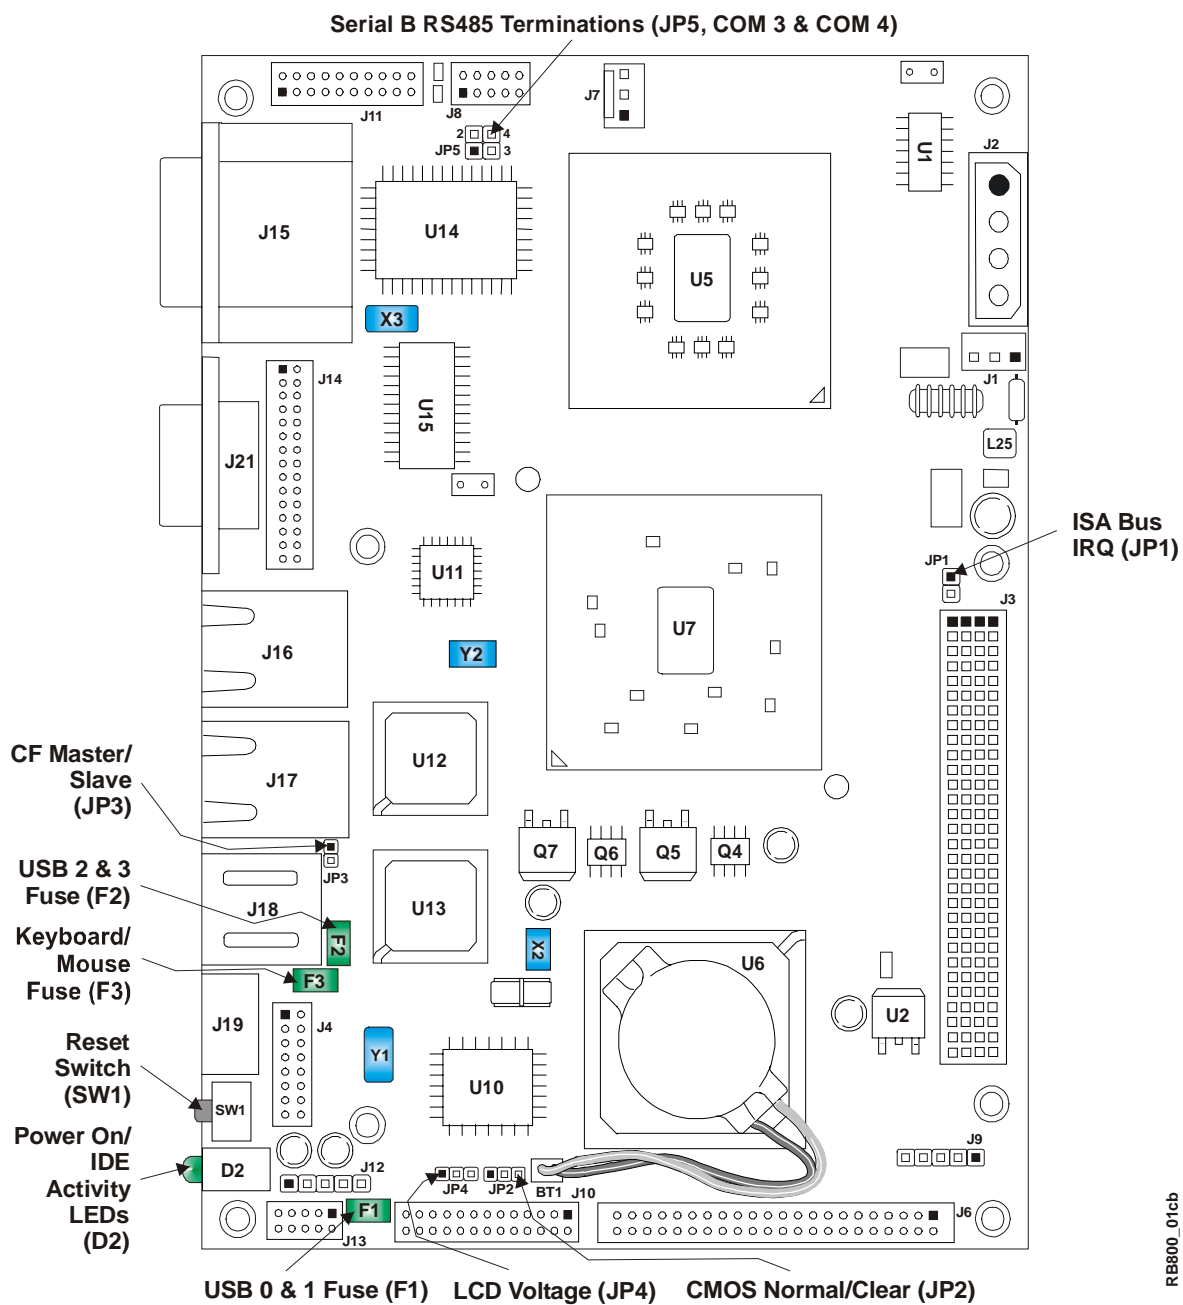 Serial B RS485 Terminations (JP5, COM 3 & COM 4)
J11
J8
J7
2
4
JP5
3
U1
J2
J15
U14
U5
X3
J14
U15
J1
J21
L25
ISA Bus
IRQ (JP1)
JP1
U11
J3
J16
Y2
U7
CF Master/
Slave
(JP3)
J17
U12
JP3
Q7
Q6
Q5
Q4
USB 2 & 3
Fuse (F2)
J18
U13
F2
X2
Keyboard/
Mouse
Fuse (F3)
F3
U6
J19
J4
U2
Reset
Switch
(SW1)
Y1
U10
SW1
Power On/
IDE
Activity
LEDs
(D2)
D2
J12
JP4
JP2
BT1
J10
J9
J13
F1
J6
USB 0 & 1 Fuse (F1)
LCD Voltage (JP4)
CMOS Normal/Clear (JP2)
RB800_01cb